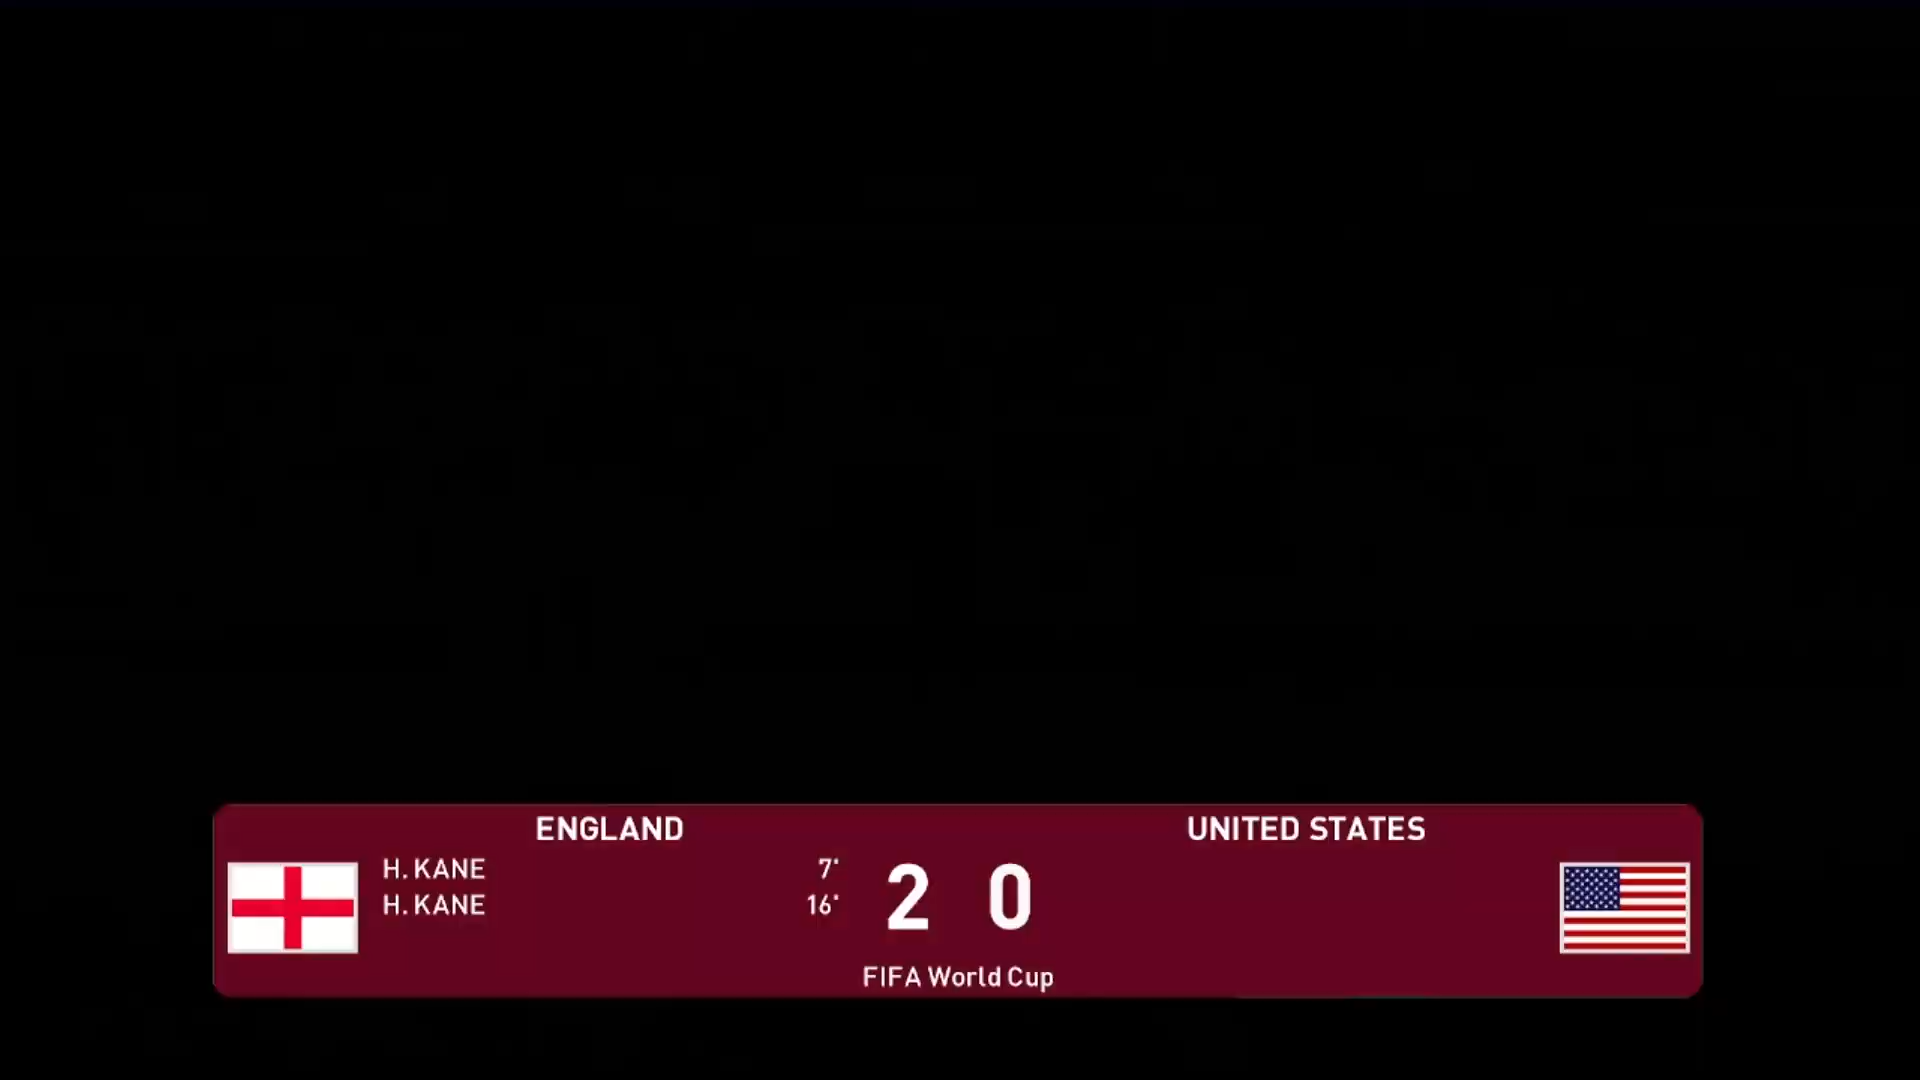 ENGLAND
UNITED STATES
H. KANE 7'
H. KANE 16'
2 0
FIFA World Cup